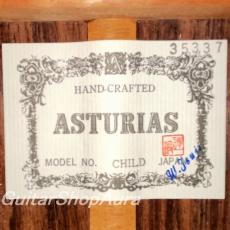 35337
HAND-CRAFTED
ASTURIAS
MODEL NO. CHILD JAPAN
GuitarShopAura